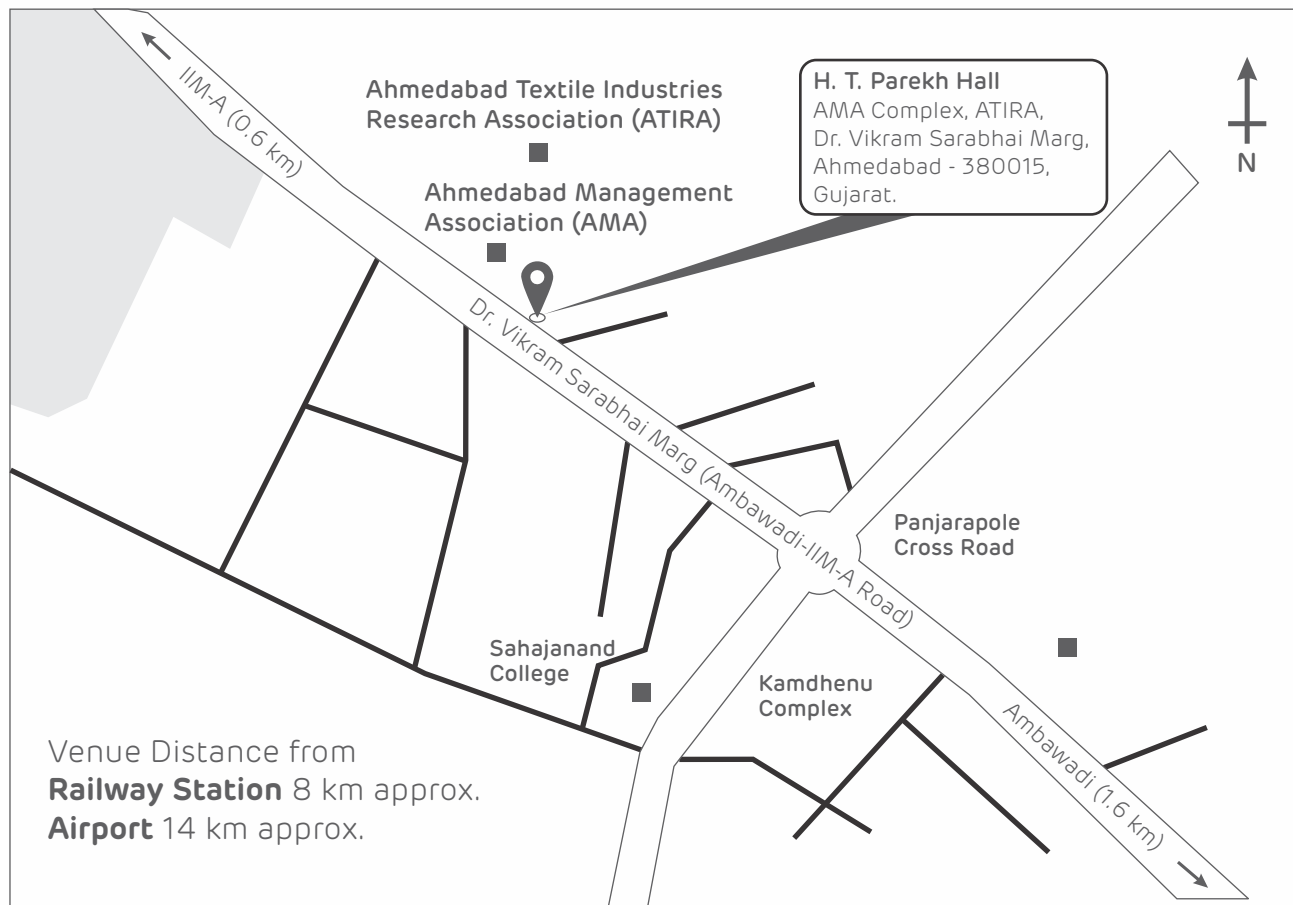 IIM-A (0.6 km)
Ahmedabad Textile Industries
Research Association (ATIRA)
Ahmedabad Management
Association (AMA)
H. T. Parekh Hall
AMA Complex, ATIRA,
Dr. Vikram Sarabhai Marg,
Ahmedabad - 380015,
Gujarat.
N
Dr. Vikram Sarabhai Marg (Ambawadi-IIM-A Road)
Panjarapole
Cross Road
Sahajanand
College
Kamdhenu
Complex
Ambawadi (1.6 km)
Venue Distance from
Railway Station 8 km approx.
Airport 14 km approx.